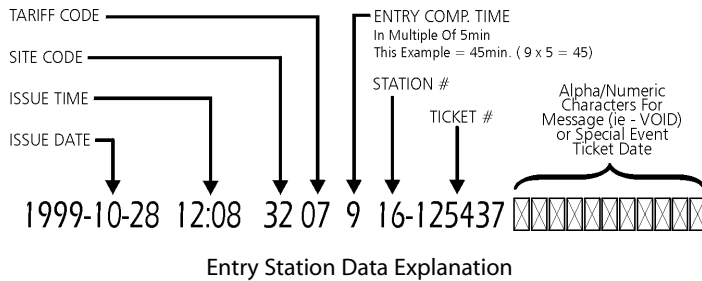 TARIFF CODE
ENTRY COMP. TIME
In Multiple Of 5min
This Example = 45min. ( 9 x 5 = 45)
SITE CODE
STATION #
ISSUE TIME
TICKET #
Alpha/Numeric
Characters For
Message (ie - VOID)
or Special Event
Ticket Date
ISSUE DATE
1999-10-28 12:08 32 07 9 16-125437
Entry Station Data Explanation